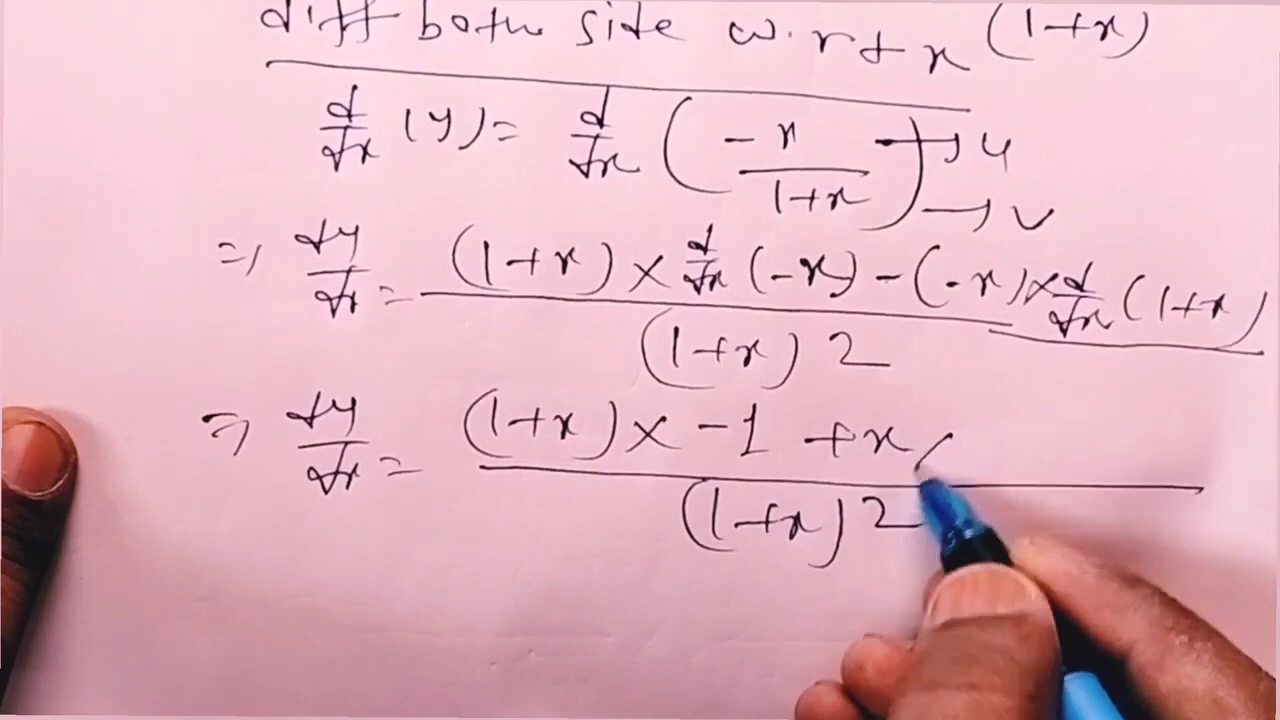 diff both side w.r.t x (1+x)
d/dx (y) = d/dx (-x/1+x) → u → v
⇒ dy/dx = (1+x) × d/dx (-x) - (-x) × d/dx (1+x) / (1+x) 2
⇒ dy/dx = (1+x) × -1 + x ( / (1+x) 2